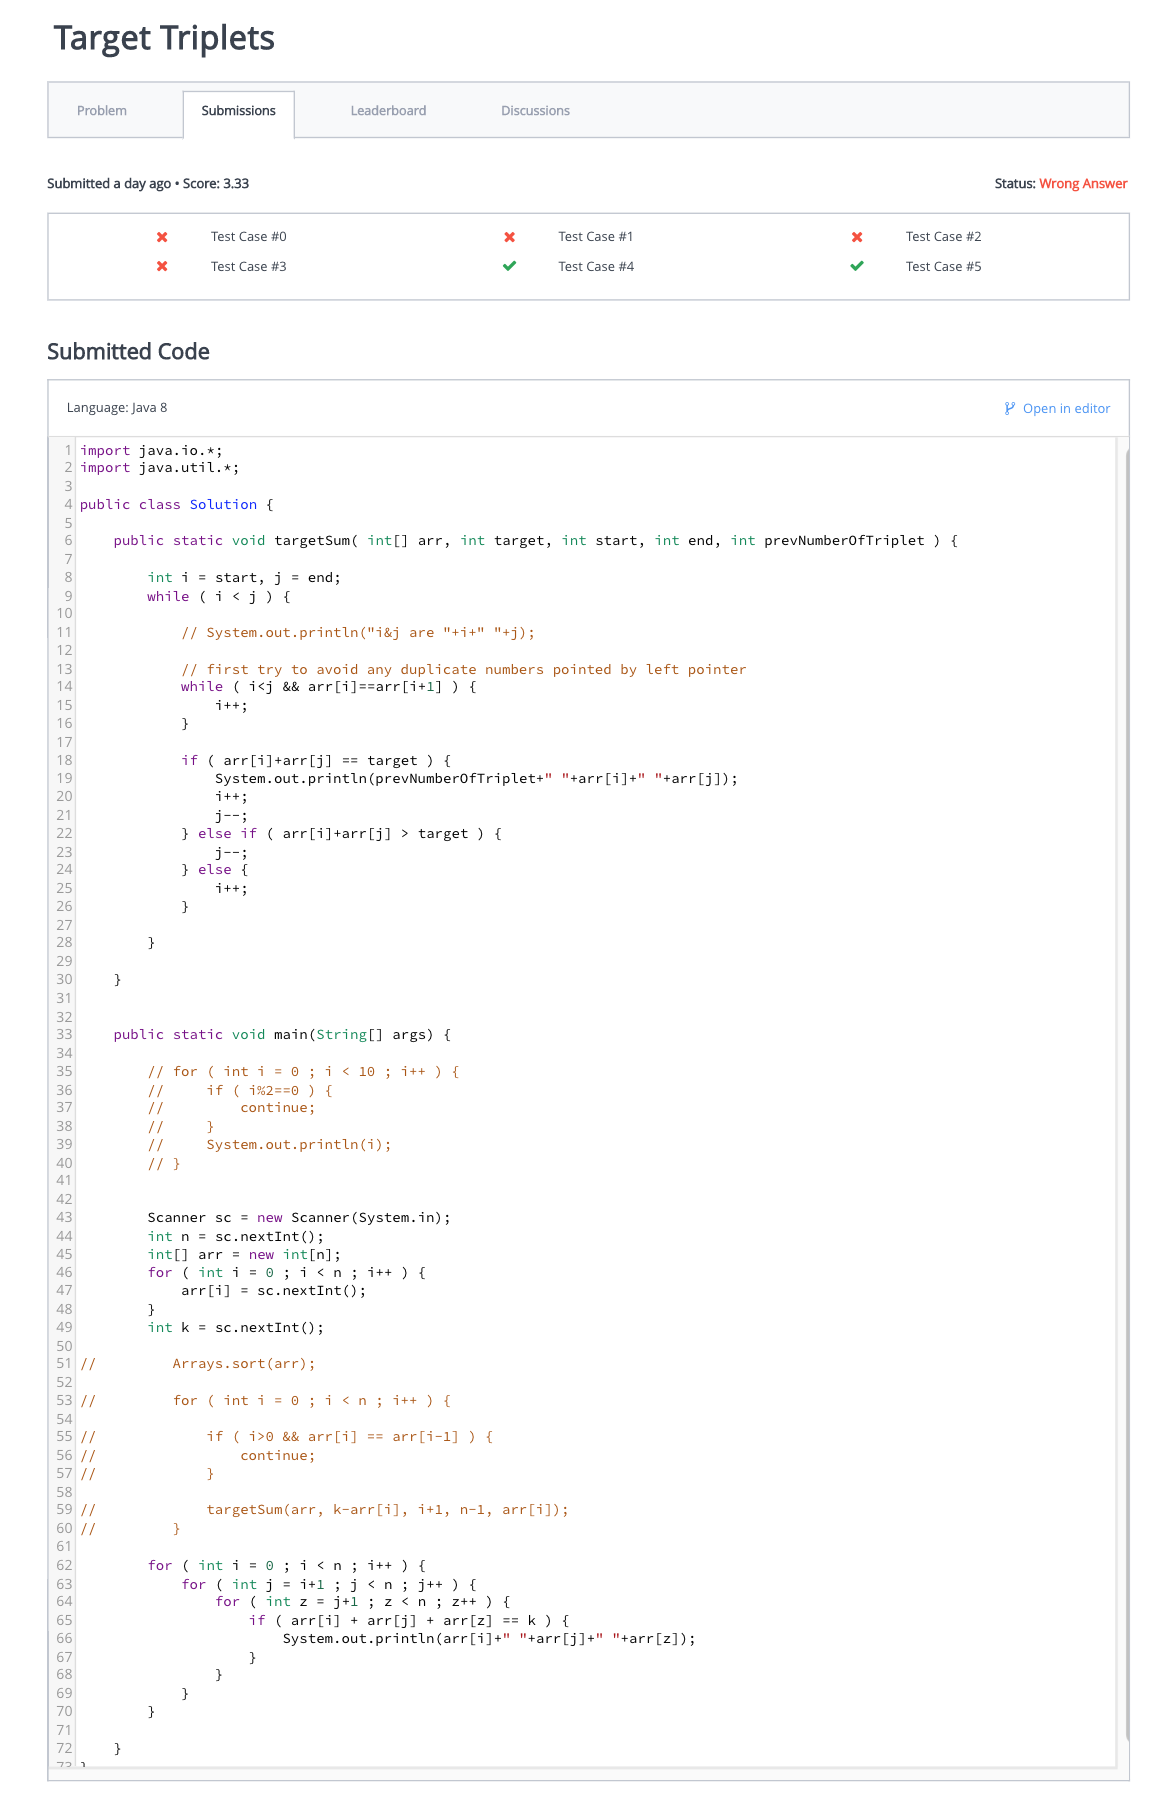 Target Triplets
Problem
Submissions
Leaderboard
Discussions
Submitted a day ago • Score: 3.33
Status: Wrong Answer
Test Case #0
Test Case #1
Test Case #2
Test Case #3
Test Case #4
Test Case #5
Submitted Code
Language: Java 8
Open in editor
1 import java.io.*;
2 import java.util.*;
3
4 public class Solution {
5
6     public static void targetSum( int[] arr, int target, int start, int end, int prevNumberOfTriplet ) {
7
8         int i = start, j = end;
9         while ( i < j ) {
10
11             // System.out.println("i&j are "+i+" "+j);
12
13             // first try to avoid any duplicate numbers pointed by left pointer
14             while ( i<j && arr[i]==arr[i+1] ) {
15                 i++;
16             }
17
18             if ( arr[i]+arr[j] == target ) {
19                 System.out.println(prevNumberOfTriplet+" "+arr[i]+" "+arr[j]);
20                 i++;
21                 j--;
22             } else if ( arr[i]+arr[j] > target ) {
23                 j--;
24             } else {
25                 i++;
26             }
27
28         }
29
30     }
31
32
33     public static void main(String[] args) {
34
35         // for ( int i = 0 ; i < 10 ; i++ ) {
36         //     if ( i%2==0 ) {
37         //         continue;
38         //     }
39         //     System.out.println(i);
40         // }
41
42
43         Scanner sc = new Scanner(System.in);
44         int n = sc.nextInt();
45         int[] arr = new int[n];
46         for ( int i = 0 ; i < n ; i++ ) {
47             arr[i] = sc.nextInt();
48         }
49         int k = sc.nextInt();
50
51 //         Arrays.sort(arr);
52
53 //         for ( int i = 0 ; i < n ; i++ ) {
54
55 //             if ( i>0 && arr[i] == arr[i-1] ) {
56 //                 continue;
57 //             }
58
59 //             targetSum(arr, k-arr[i], i+1, n-1, arr[i]);
60 //         }
61
62         for ( int i = 0 ; i < n ; i++ ) {
63             for ( int j = i+1 ; j < n ; j++ ) {
64                 for ( int z = j+1 ; z < n ; z++ ) {
65                     if ( arr[i] + arr[j] + arr[z] == k ) {
66                         System.out.println(arr[i]+" "+arr[j]+" "+arr[z]);
67                     }
68                 }
69             }
70         }
71
72     }
73 }